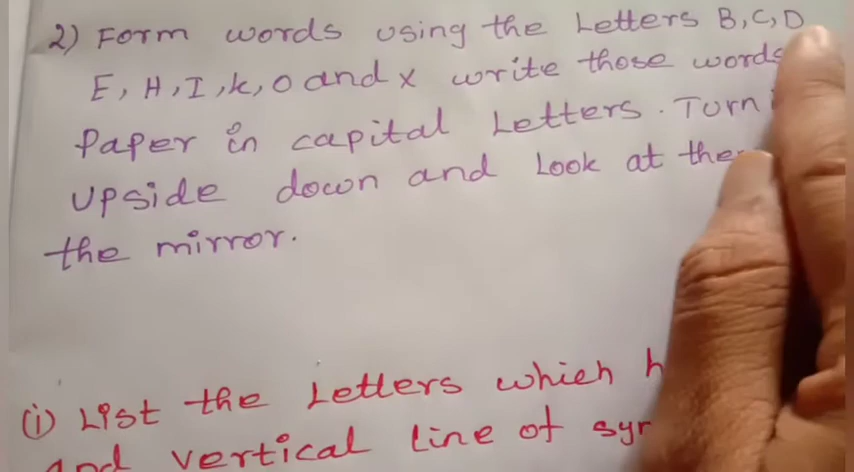 2) Form words using the Letters B, C, D
E, H, I, k, O and x write those words
Paper in capital Letters. Turn
upside down and Look at the
the mirror.
(i) List the Letters which h
and vertical line of syr